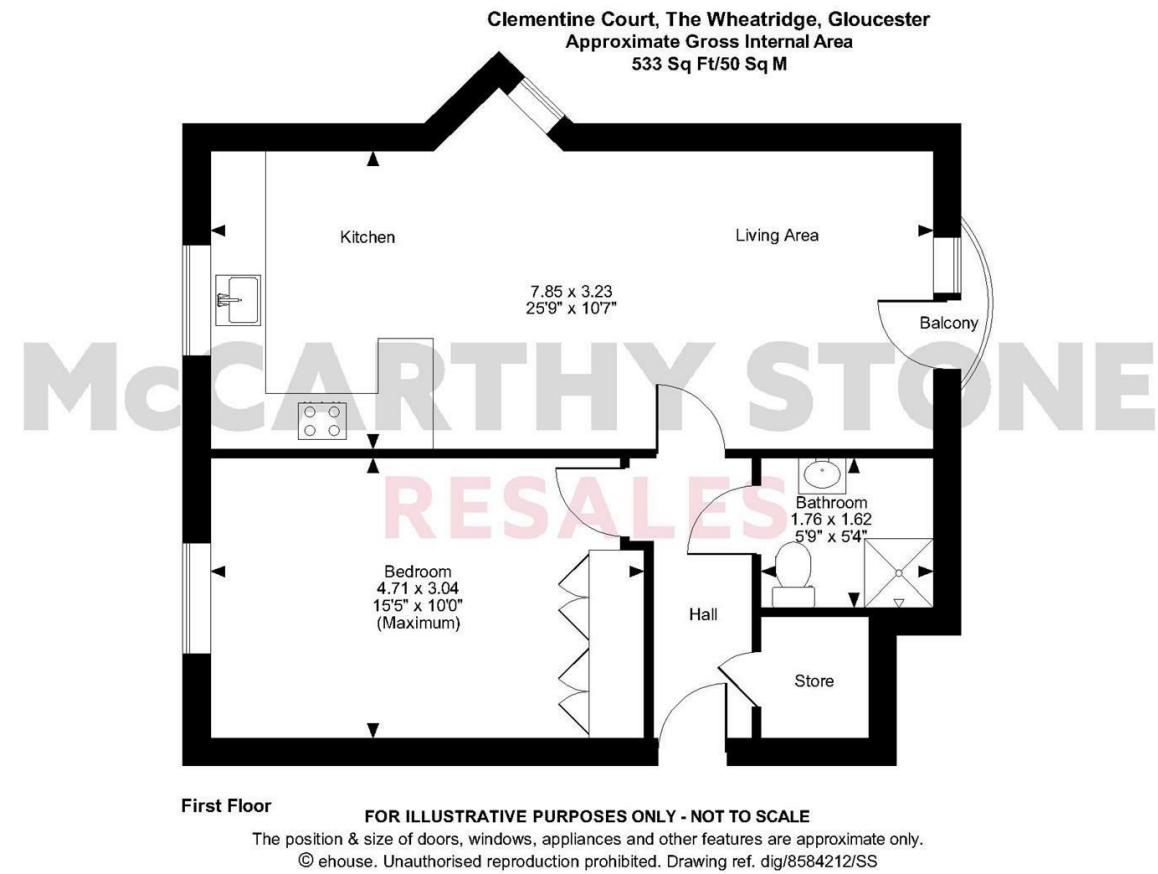 Clementine Court, The Wheatridge, Gloucester
Approximate Gross Internal Area
533 Sq Ft/50 Sq M
Kitchen
Living Area
7.85 x 3.23
25'9" x 10'7"
Balcony
McCARTHY STONE
RESALES
Bathroom
1.76 x 1.62
5'9" x 5'4"
Bedroom
4.71 x 3.04
15'5" x 10'0"
(Maximum)
Hall
Store
First Floor
FOR ILLUSTRATIVE PURPOSES ONLY - NOT TO SCALE
The position & size of doors, windows, appliances and other features are approximate only.
© ehouse. Unauthorised reproduction prohibited. Drawing ref. dig/8584212/SS